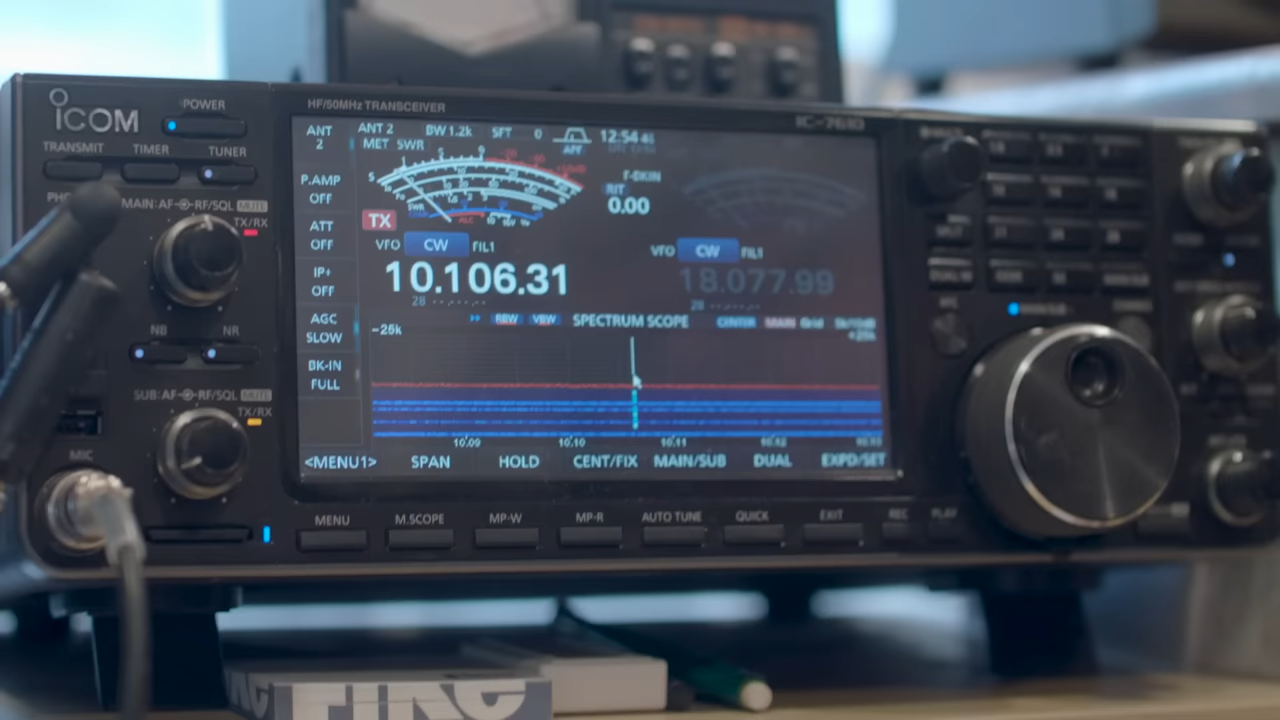 ICOM
POWER
TRANSMIT TIMER TUNER
MAIN:AF RF/SQL MUTE
TX/RX
NB NR
SUB:AF RF/SQL MUTE
TX/RX
MIC
HF/50MHz TRANSCEIVER
IC-7610
ANT 2
P.AMP OFF
ATT OFF
IP+ OFF
AGC SLOW
BK-IN FULL
ANT 2 BW 1.2k SFT 0 APF 12:54
MET SWR
F-BKIN
RIT
0.00
TX
VFO CW FIL1
10.106.31
28
VFO CW FIL1
18.077.99
28
RBW VBW SPECTRUM SCOPE CENTER MAIN Grid
-25k
10.09 10.10 10.11 10.12
<MENU1> SPAN HOLD CENT/FIX MAIN/SUB DUAL EXPD/SET
MENU M.SCOPE MP-W MP-R AUTO TUNE QUICK EXIT REC PLAY